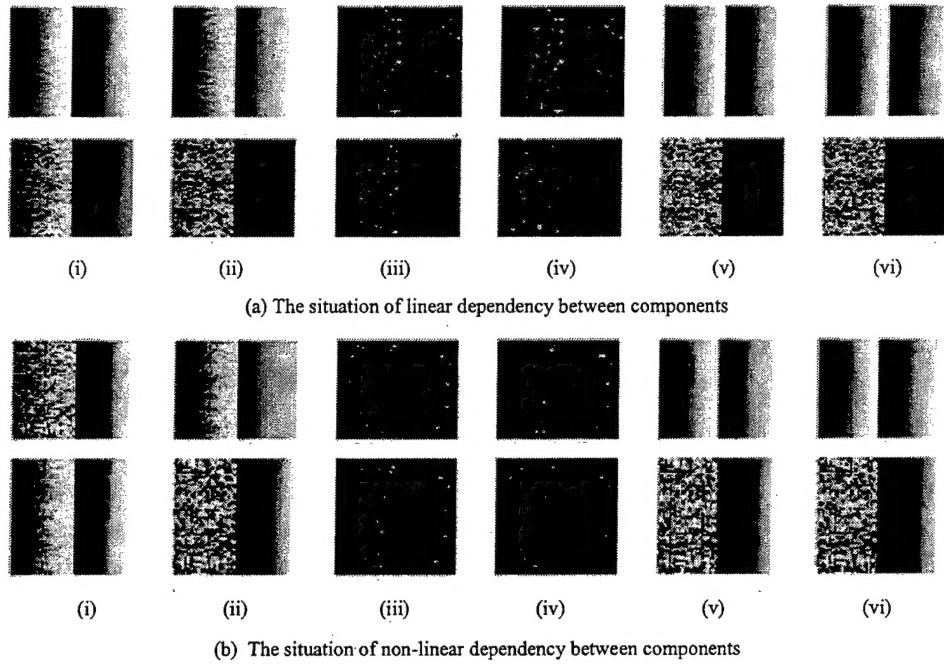 (i) (ii) (iii) (iv) (v) (vi)
(a) The situation of linear dependency between components
(i) (ii) (iii) (iv) (v) (vi)
(b) The situation of non-linear dependency between components